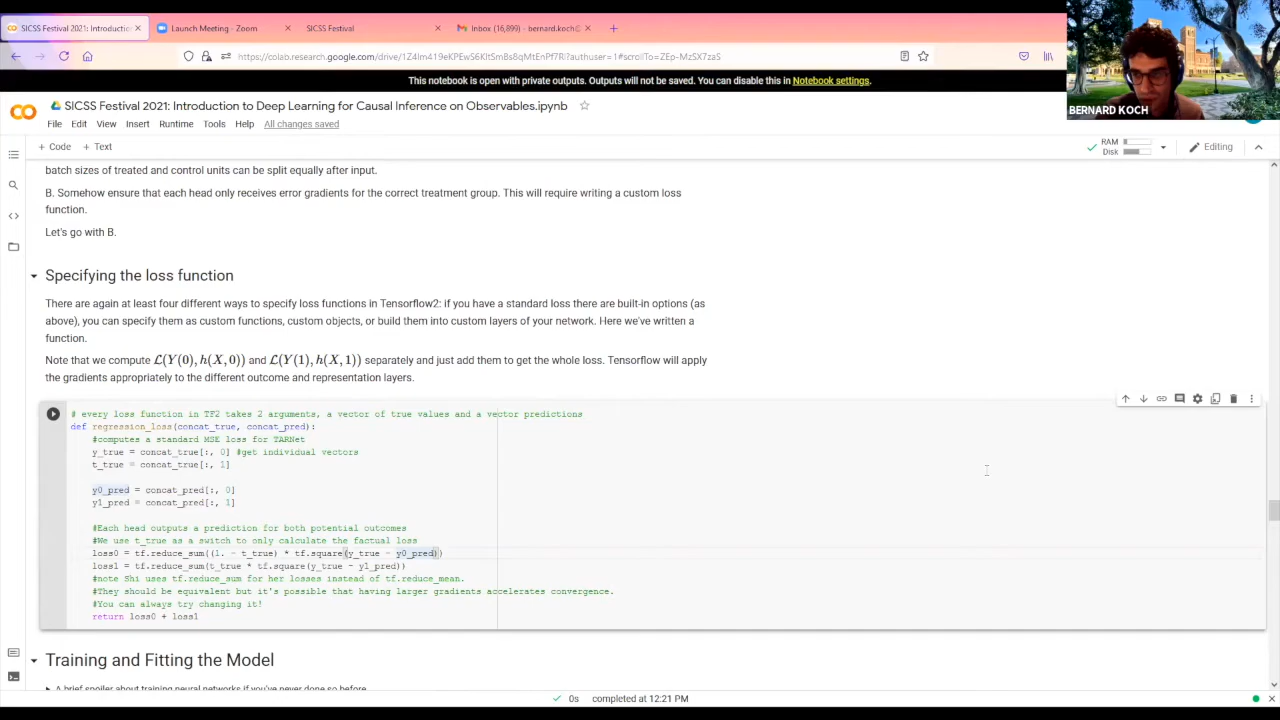 SICSS Festival 2021: Introductio
Launch Meeting - Zoom
SICSS Festival
Inbox (16,899) - bernard.koch@
This notebook is open with private outputs. Outputs will not be saved. You can disable this in Notebook settings.
BERNARD KOCH
SICSS Festival 2021: Introduction to Deep Learning for Causal Inference on Observables.ipynb
File Edit View Insert Runtime Tools Help All changes saved
+ Code + Text
RAM
Disk
Editing
batch sizes of treated and control units can be split equally after input.
B. Somehow ensure that each head only receives error gradients for the correct treatment group. This will require writing a custom loss
function.
Let's go with B.
Specifying the loss function
There are again at least four different ways to specify loss functions in Tensorflow2: if you have a standard loss there are built-in options (as
above), you can specify them as custom functions, custom objects, or build them into custom layers of your network. Here we've written a
function.
Note that we compute ℒ(Y(0), h(X, 0)) and ℒ(Y(1), h(X, 1)) separately and just add them to get the whole loss. Tensorflow will apply
the gradients appropriately to the different outcome and representation layers.
# every loss function in TF2 takes 2 arguments, a vector of true values and a vector predictions
def regression_loss(concat_true, concat_pred):
#computes a standard MSE loss for TARNet
y_true = concat_true[:, 0] #get individual vectors
t_true = concat_true[:, 1]
y0_pred = concat_pred[:, 0]
y1_pred = concat_pred[:, 1]
#Each head outputs a prediction for both potential outcomes
#We use t_true as a switch to only calculate the factual loss
loss0 = tf.reduce_sum((1. - t_true) * tf.square(y_true - y0_pred))
loss1 = tf.reduce_sum(t_true * tf.square(y_true - y1_pred))
#note Shi uses tf.reduce_sum for her losses instead of tf.reduce_mean.
#They should be equivalent but it's possible that having larger gradients accelerates convergence.
#You can always try changing it!
return loss0 + loss1
Training and Fitting the Model
A brief spoiler about training neural networks if you've never done so before
0s completed at 12:21 PM